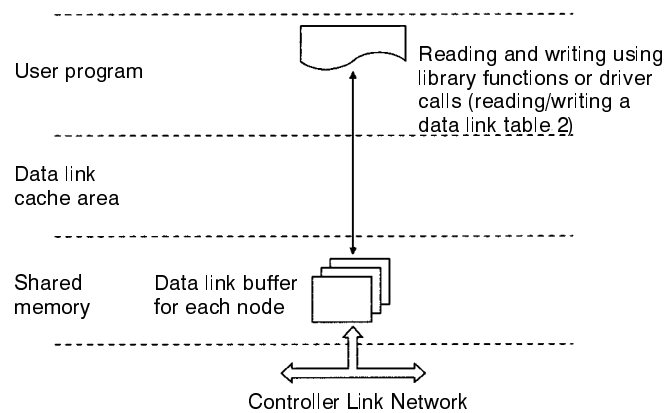 User program
Reading and writing using
library functions or driver
calls (reading/writing a
data link table 2)
Data link
cache area
Shared
memory
Data link buffer
for each node
Controller Link Network